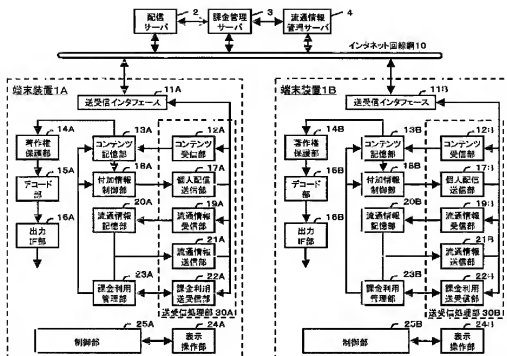 配信サーバ
2
課金管理サーバ
3
流通情報管理サーバ
4
インタネット回線網10
端末装置1A
11A
送受信インタフェース
14A
著作権保護部
13A
コンテンツ記憶部
12A
コンテンツ受信部
15A
デコード部
18A
付加情報制御部
17A
個人配信送信部
16A
出力IF部
20A
流通情報記憶部
19A
流通情報受信部
21A
流通情報送信部
23A
課金利用管理部
22A
課金利用送受信部
送受信処理部30A
25A
制御部
24A
表示操作部
端末装置1B
11B
送受信インタフェース
14B
著作権保護部
13B
コンテンツ記憶部
12B
コンテンツ受信部
デコード部
付加情報制御部
17B
個人配信送信部
16B
出力IF部
20B
流通情報記憶部
19B
流通情報受信部
21B
流通情報送信部
23B
課金利用管理部
22B
課金利用送受信部
送受信処理部30B
25B
制御部
24B
表示操作部